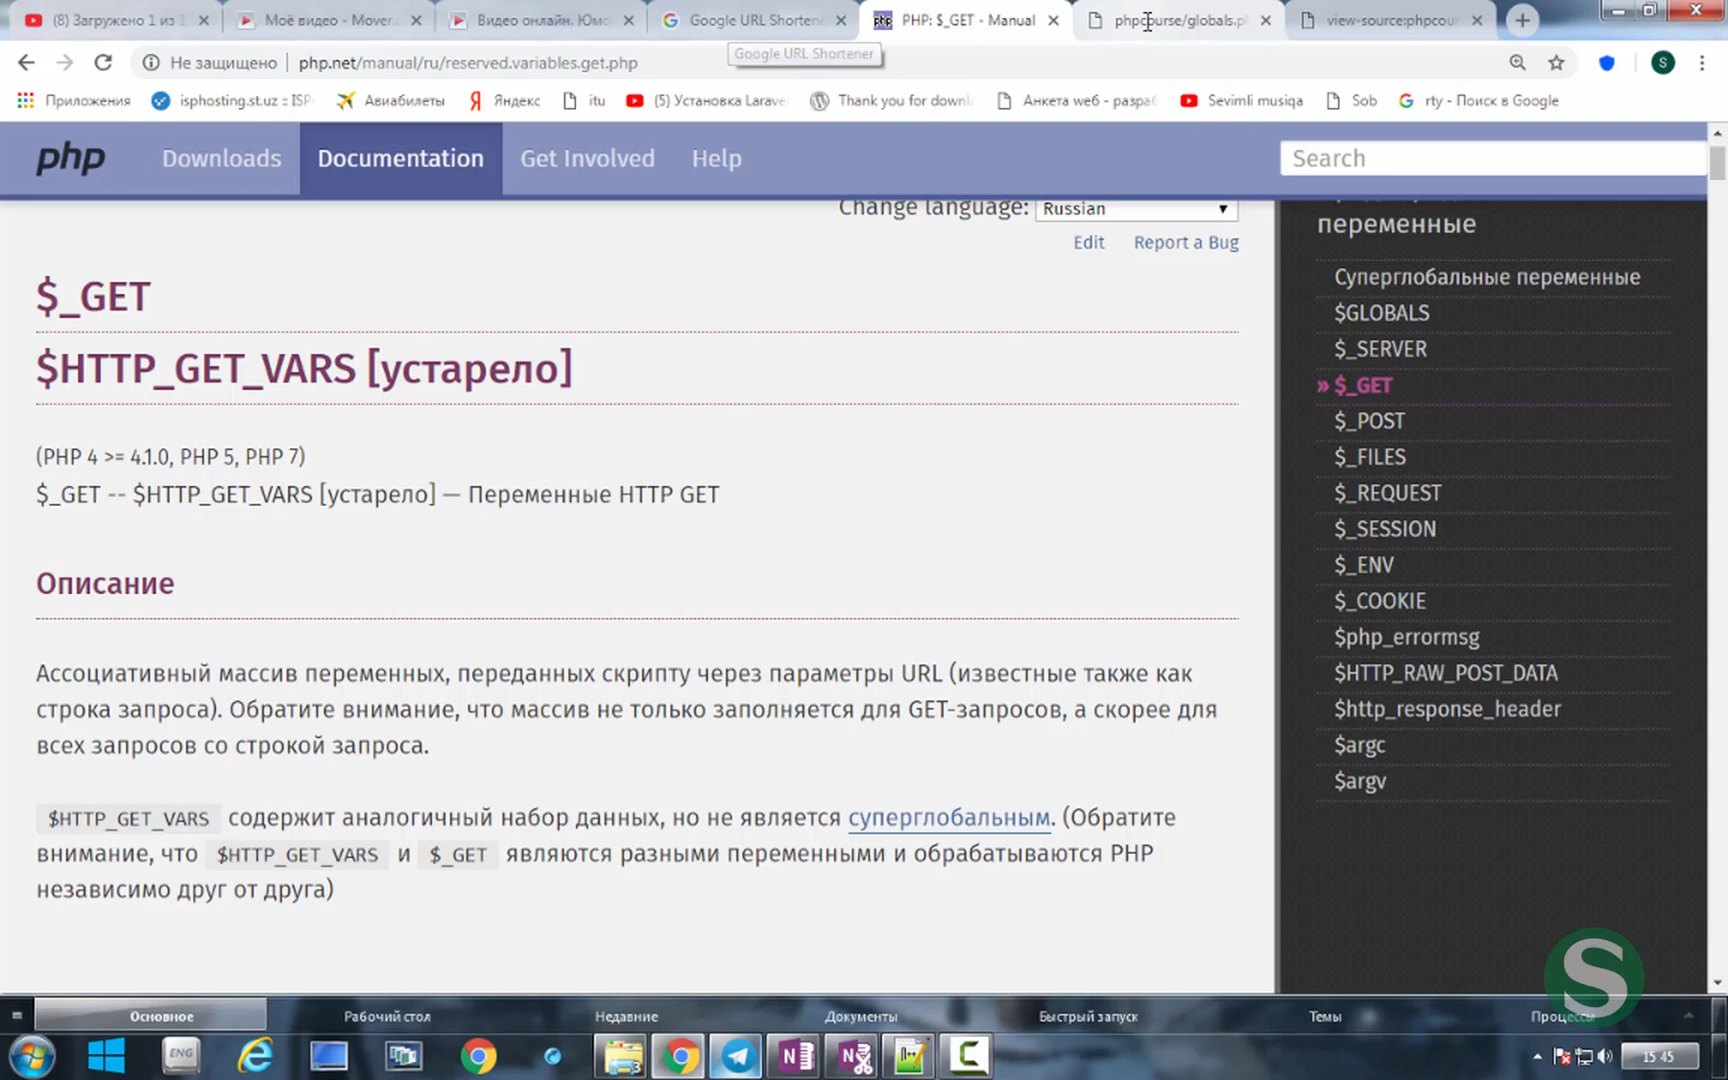 (8) Загружено 1 из 1
Моё видео - Mover.
Видео онлайн. Юмо
Google URL Shortene
PHP: $_GET - Manual
phpcourse/globals.p
view-source:phpcour
Google URL Shortener
Не защищено
php.net/manual/ru/reserved.variables.get.php
S
Приложения
isphosting.st.uz :: ISP
Авиабилеты
Яндекс
itu
(5) Установка Larave
Thank you for downl
Анкета веб - разраб
Sevimli musiqa
Sob
rty - Поиск в Google
php
Downloads
Documentation
Get Involved
Help
Search
Change language:
Russian
Edit
Report a Bug
$_GET
$HTTP_GET_VARS [устарело]
(PHP 4 >= 4.1.0, PHP 5, PHP 7)
$_GET -- $HTTP_GET_VARS [устарело] — Переменные HTTP GET
Описание
Ассоциативный массив переменных, переданных скрипту через параметры URL (известные также как
строка запроса). Обратите внимание, что массив не только заполняется для GET-запросов, а скорее для
всех запросов со строкой запроса.
$HTTP_GET_VARS содержит аналогичный набор данных, но не является суперглобальным. (Обратите
внимание, что $HTTP_GET_VARS и $_GET являются разными переменными и обрабатываются PHP
независимо друг от друга)
переменные
Суперглобальные переменные
$GLOBALS
$_SERVER
» $_GET
$_POST
$_FILES
$_REQUEST
$_SESSION
$_ENV
$_COOKIE
$php_errormsg
$HTTP_RAW_POST_DATA
$http_response_header
$argc
$argv
S
Основное
Рабочий стол
Недавние
Документы
Быстрый запуск
Темы
Процессы
ENG
15 45